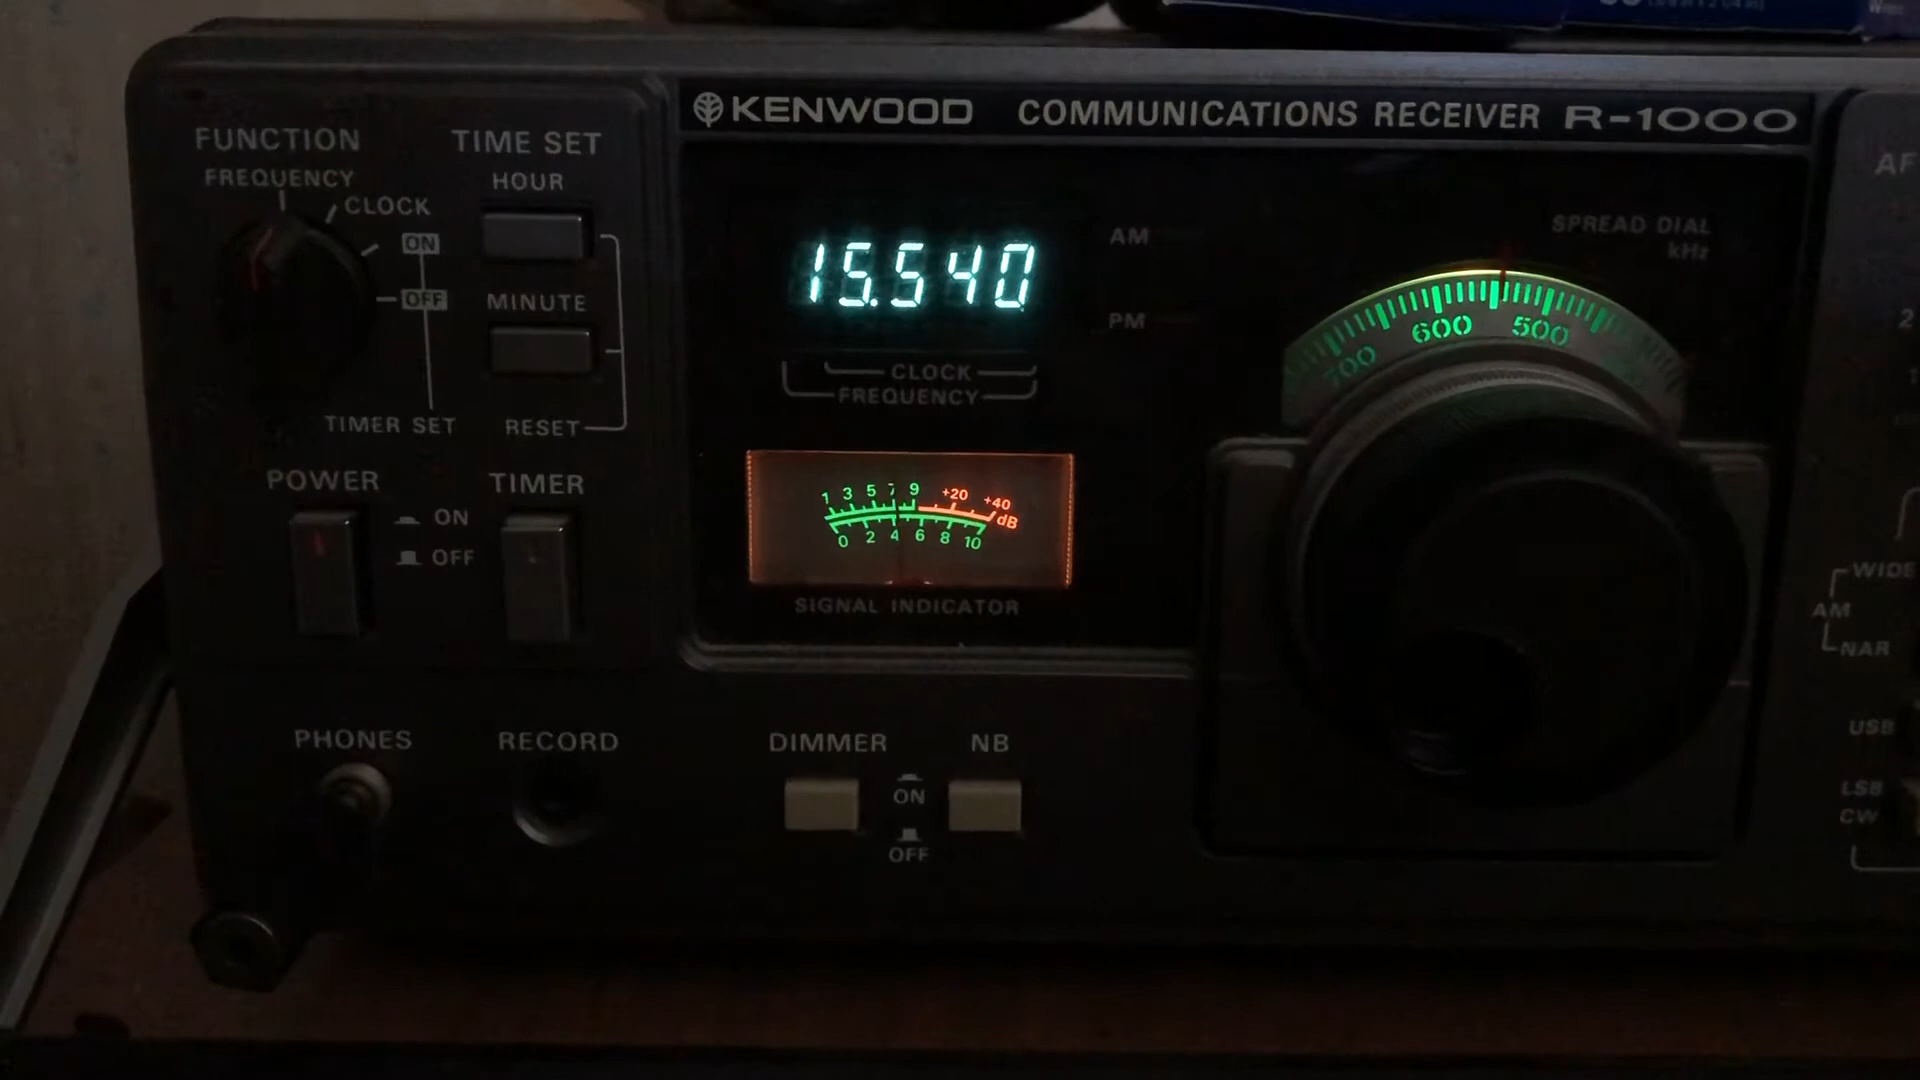 KENWOOD COMMUNICATIONS RECEIVER R-1000
FUNCTION
FREQUENCY
CLOCK
ON
OFF
TIMER SET
TIME SET
HOUR
MINUTE
RESET
POWER
ON
OFF
TIMER
PHONES
RECORD
15.540
AM
PM
CLOCK
FREQUENCY
1 3 5 7 9 +20 +40
dB
0 2 4 6 8 10
SIGNAL INDICATOR
DIMMER
NB
ON
OFF
SPREAD DIAL
kHz
700 600 500
AF
2
1
WIDE
AM
NAR
USB
LSB
CW